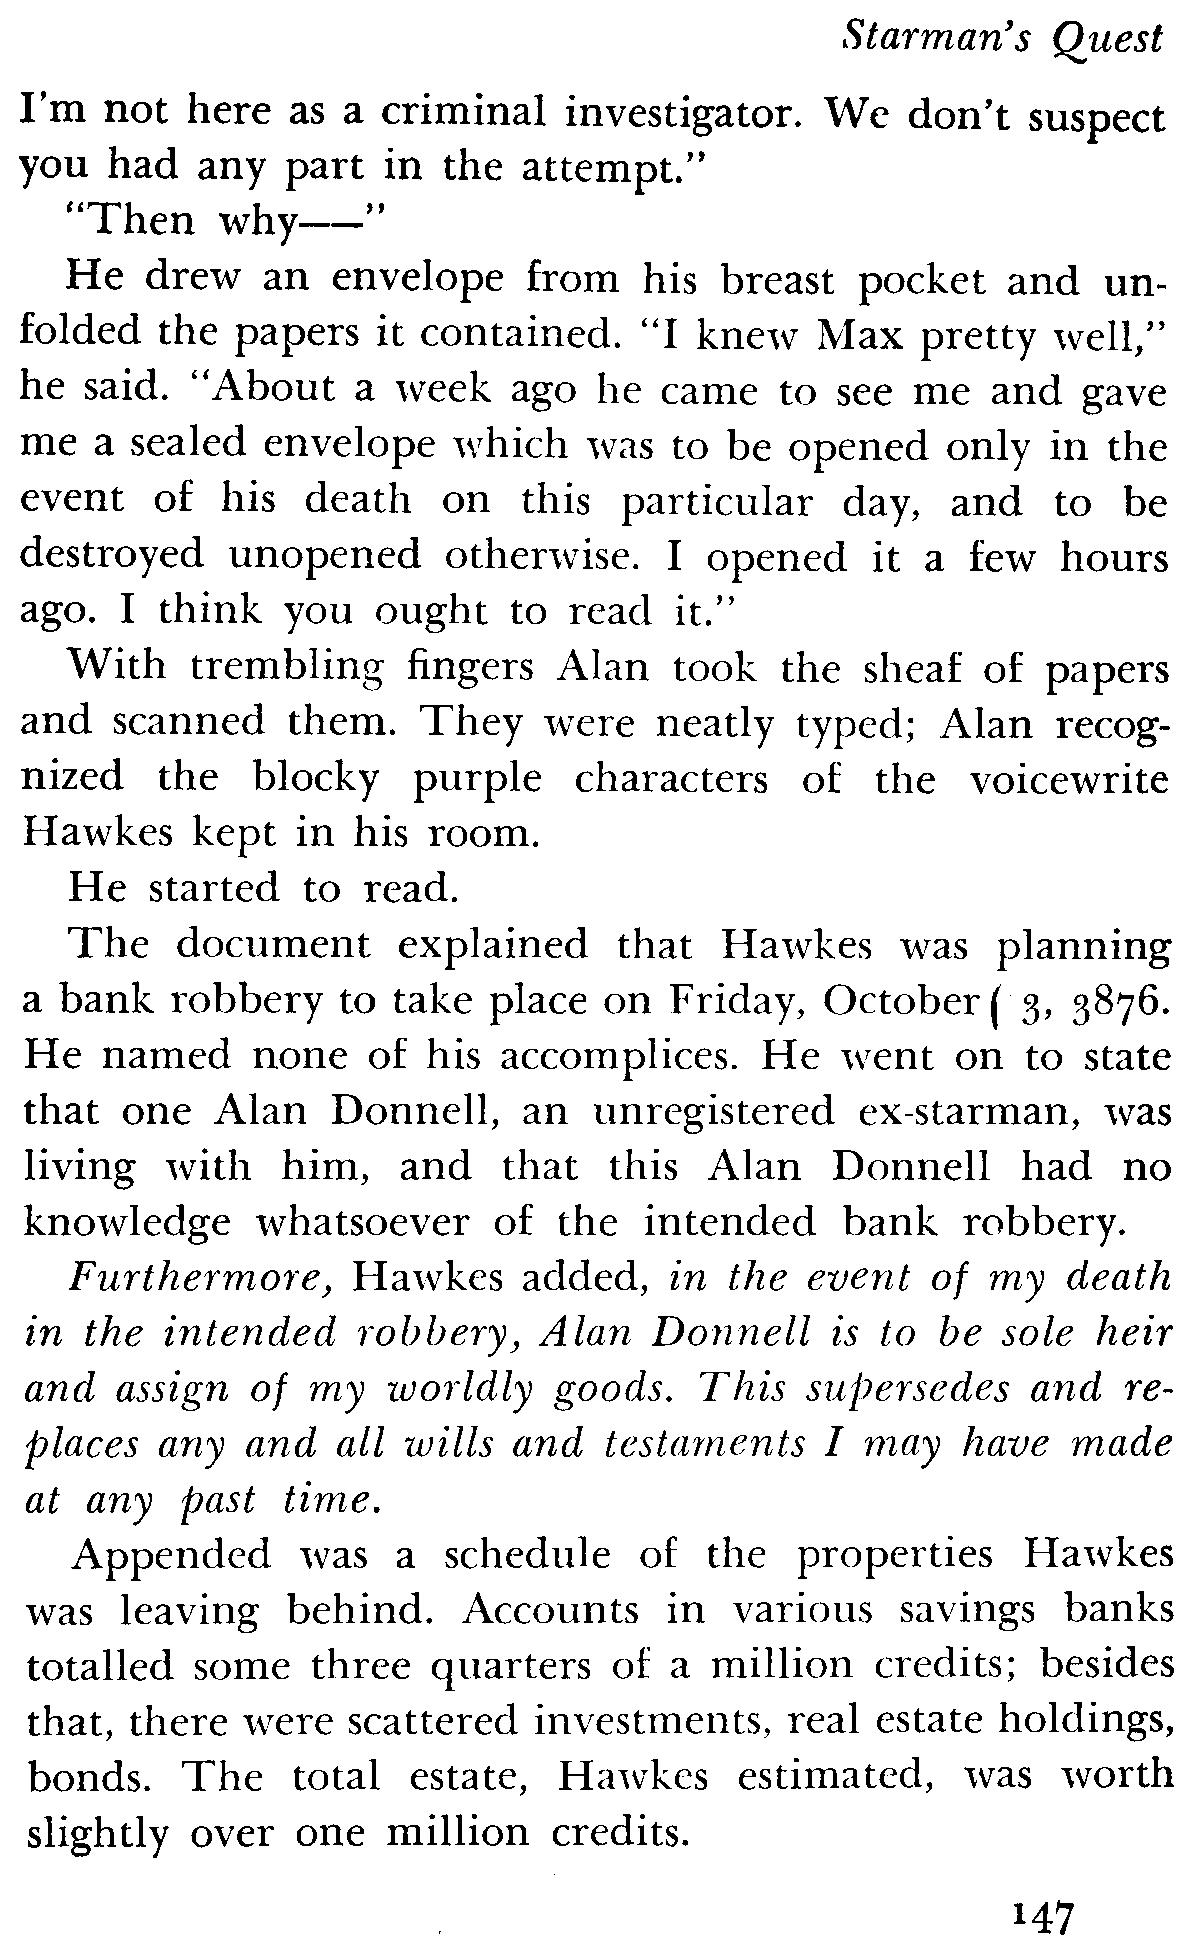 Starman's Quest
I'm not here as a criminal investigator. We don't suspect
you had any part in the attempt."
"Then why——"
He drew an envelope from his breast pocket and un-
folded the papers it contained. "I knew Max pretty well,"
he said. "About a week ago he came to see me and gave
me a sealed envelope which was to be opened only in the
event of his death on this particular day, and to be
destroyed unopened otherwise. I opened it a few hours
ago. I think you ought to read it."
With trembling fingers Alan took the sheaf of papers
and scanned them. They were neatly typed; Alan recog-
nized the blocky purple characters of the voicewrite
Hawkes kept in his room.
He started to read.
The document explained that Hawkes was planning
a bank robbery to take place on Friday, October ( 3, 3876.
He named none of his accomplices. He went on to state
that one Alan Donnell, an unregistered ex-starman, was
living with him, and that this Alan Donnell had no
knowledge whatsoever of the intended bank robbery.
Furthermore, Hawkes added, in the event of my death
in the intended robbery, Alan Donnell is to be sole heir
and assign of my worldly goods. This supersedes and re-
places any and all wills and testaments I may have made
at any past time.
Appended was a schedule of the properties Hawkes
was leaving behind. Accounts in various savings banks
totalled some three quarters of a million credits; besides
that, there were scattered investments, real estate holdings,
bonds. The total estate, Hawkes estimated, was worth
slightly over one million credits.
147